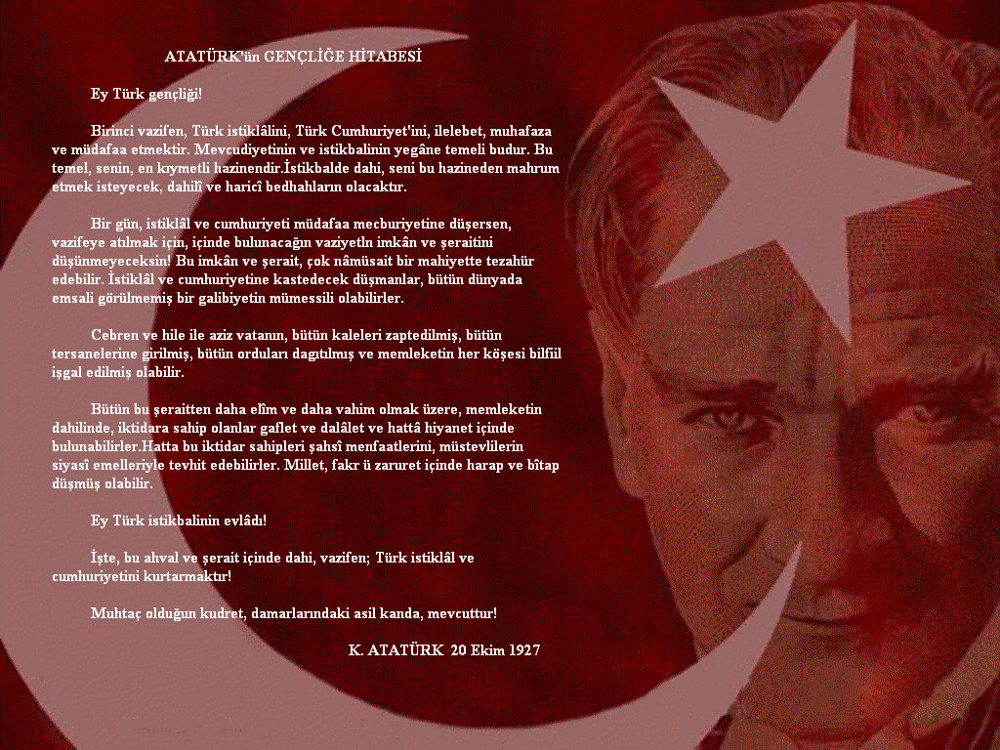 ATATÜRK'ün GENÇLİĞE HİTABESİ
Ey Türk gençliği!
Birinci vazifen, Türk istiklâlini, Türk Cumhuriyet'ini, ilelebet, muhafaza
ve müdafaa etmektir. Mevcudiyetinin ve istikbalinin yegâne temeli budur. Bu
temel, senin, en kıymetli hazinendir.İstikbalde dahi, seni bu hazineden mahrum
etmek isteyecek, dahilî ve haricî bedhahların olacaktır.
Bir gün, istiklâl ve cumhuriyeti müdafaa mecburiyetine düşersen,
vazifeye atılmak için, içinde bulunacağın vaziyetln imkân ve şeraitini
düşünmeyeceksin! Bu imkân ve şerait, çok nâmüsait bir mahiyette tezahür
edebilir. İstiklâl ve cumhuriyetine kastedecek düşmanlar, bütün dünyada
emsali görülmemiş bir galibiyetin mümessili olabilirler.
Cebren ve hile ile aziz vatanın, bütün kaleleri zaptedilmiş, bütün
tersanelerine girilmiş, bütün orduları dagıtılmış ve memleketin her köşesi bilfiil
işgal edilmiş olabilir.
Bütün bu şeraitten daha elîm ve daha vahim olmak üzere, memleketin
dahilinde, iktidara sahip olanlar gaflet ve dalâlet ve hattâ hiyanet içinde
bulunabilirler.Hatta bu iktidar sahipleri şahsî menfaatlerini, müstevlilerin
siyasî emelleriyle tevhit edebilirler. Millet, fakr ü zaruret içinde harap ve bîtap
düşmüş olabilir.
Ey Türk istikbalinin evlâdı!
İşte, bu ahval ve şerait içinde dahi, vazifen; Türk istiklâl ve
cumhuriyetini kurtarmaktır!
Muhtaç olduğun kudret, damarlarındaki asil kanda, mevcuttur!
K. ATATÜRK 20 Ekim 1927